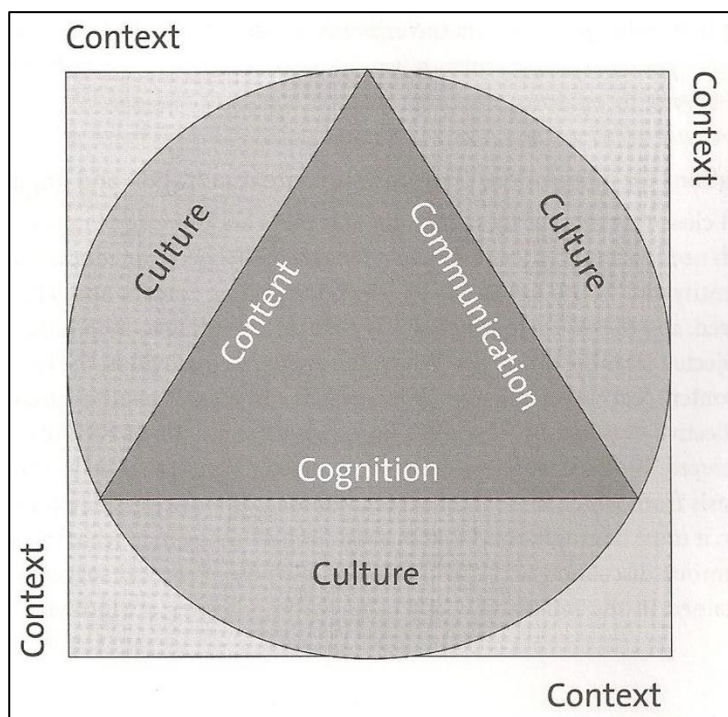 Context
Context
Culture
Culture
Content
Communication
Cognition
Culture
Context
Context